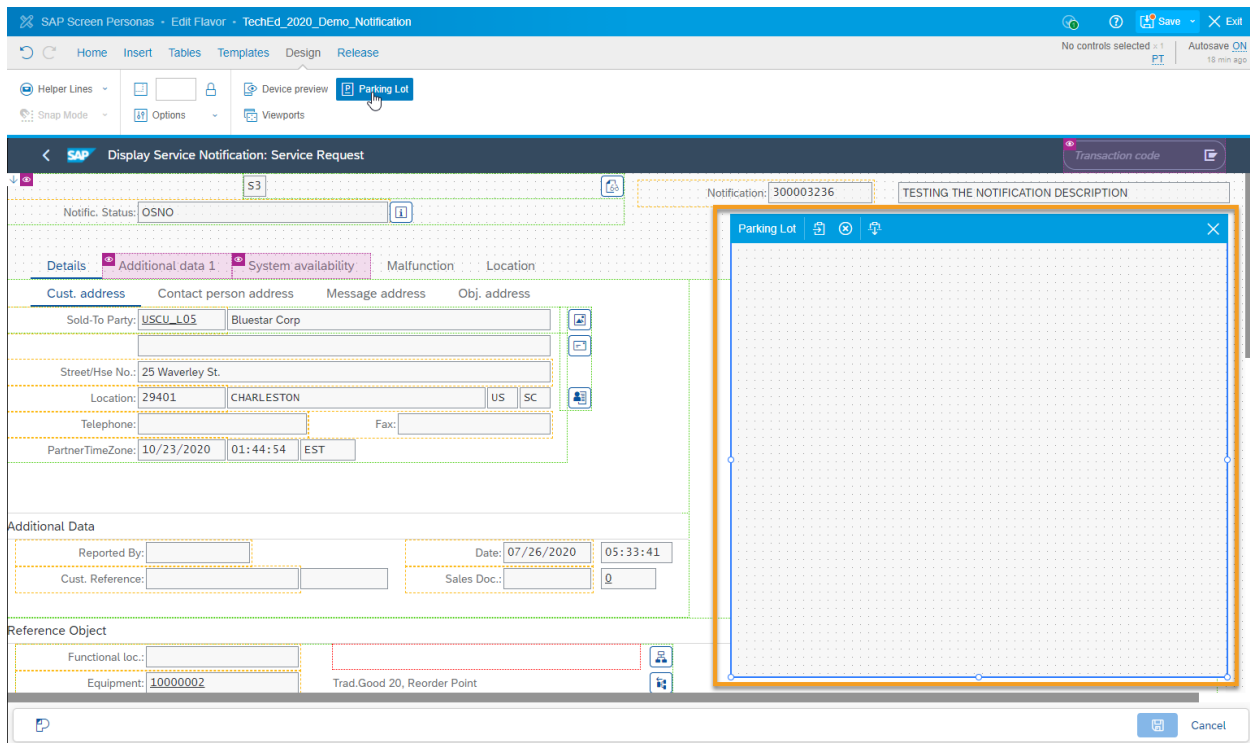 SAP Screen Personas • Edit Flavor • TechEd_2020_Demo_Notification
Save
Exit
Home Insert Tables Templates Design Release
No controls selected × 1
PT
Autosave ON
18 min ago
Helper Lines
Device preview
P Parking Lot
Snap Mode
Options
Viewports
SAP Display Service Notification: Service Request
Transaction code
S3
Notification: 300003236 TESTING THE NOTIFICATION DESCRIPTION
Notific. Status: OSNO
Parking Lot
Details Additional data 1 System availability Malfunction Location
Cust. address Contact person address Message address Obj. address
Sold-To Party: USCU_L05 Bluestar Corp
Street/Hse No.: 25 Waverley St.
Location: 29401 CHARLESTON US SC
Telephone: Fax:
PartnerTimeZone: 10/23/2020 01:44:54 EST
Additional Data
Reported By: Date: 07/26/2020 05:33:41
Cust. Reference: Sales Doc.: 0
Reference Object
Functional loc.:
Equipment: 10000002 Trad.Good 20, Reorder Point
Cancel